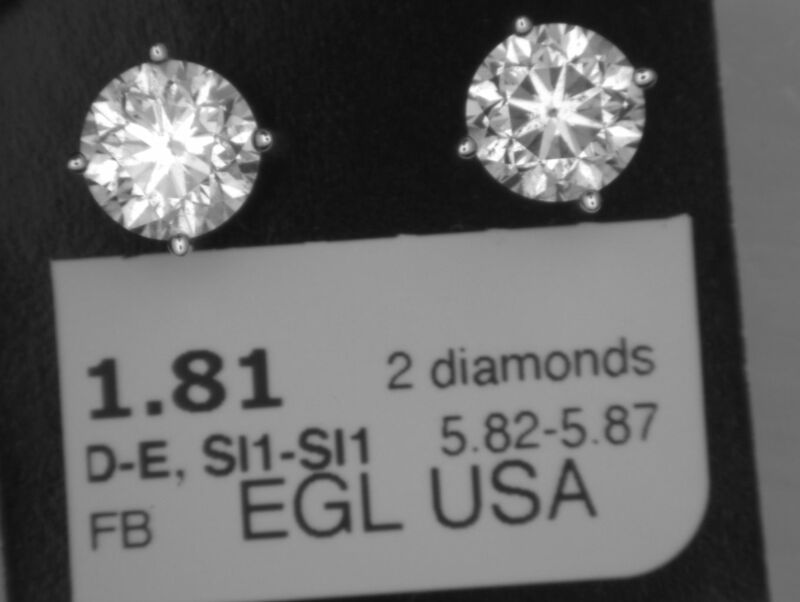 1.81 2 diamonds
D-E, SI1-SI1 5.82-5.87
FB EGL USA